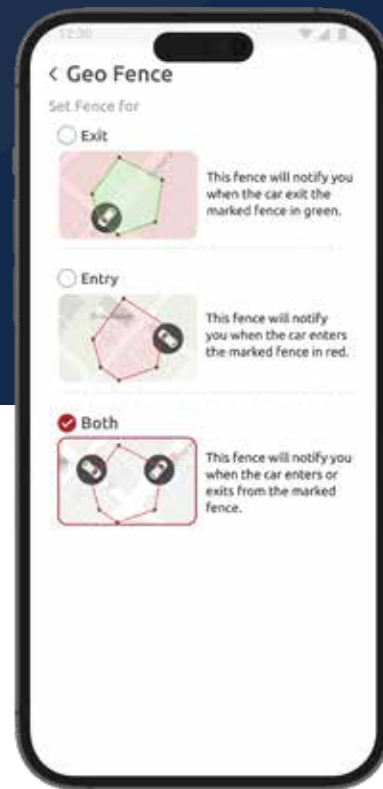 12:30
< Geo Fence
Set Fence for
Exit
This fence will notify you
when the car exit the
marked fence in green.
Entry
This fence will notify
you when the car enters
the marked fence in red.
Both
This fence will notify you
when the car enters or
exits from the marked
fence.